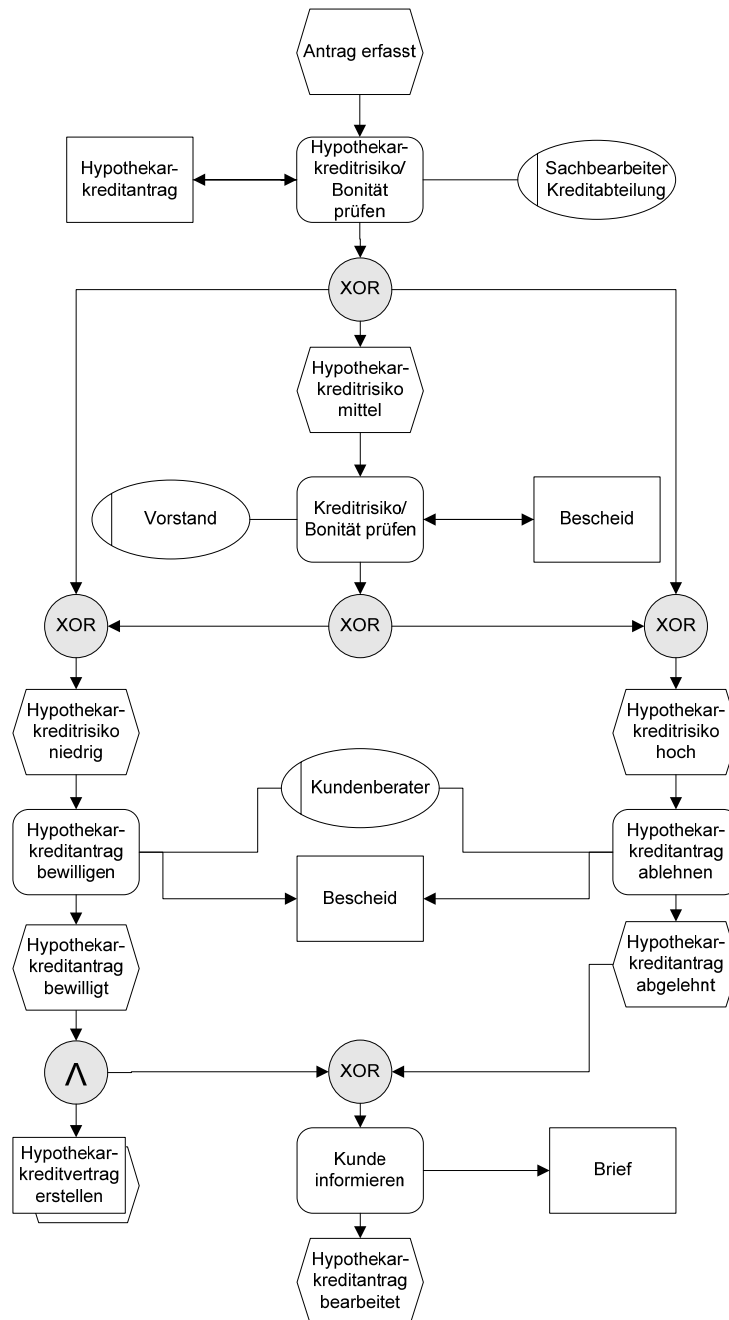 Antrag erfasst
Hypothekar-
kreditantrag
Hypothekar-
kreditrisiko/
Bonität
prüfen
Sachbearbeiter
Kreditabteilung
XOR
Hypothekar-
kreditrisiko
mittel
Vorstand
Kreditrisiko/
Bonität prüfen
Bescheid
XOR
XOR
XOR
Hypothekar-
kreditrisiko
niedrig
Hypothekar-
kreditrisiko
hoch
Kundenberater
Hypothekar-
kreditantrag
bewilligen
Bescheid
Hypothekar-
kreditantrag
ablehnen
Hypothekar-
kreditantrag
bewilligt
Hypothekar-
kreditantrag
abgelehnt
Λ
XOR
Hypothekar-
kreditvertrag
erstellen
Kunde
informieren
Brief
Hypothekar-
kreditantrag
bearbeitet